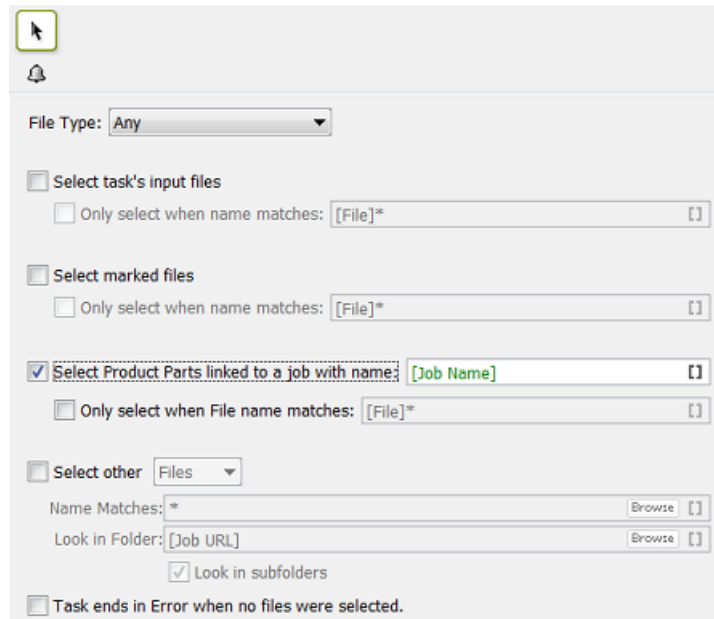 File Type: Any
Select task's input files
Only select when name matches: [File]* []
Select marked files
Only select when name matches: [File]* []
Select Product Parts linked to a job with name: [Job Name] []
Only select when File name matches: [File]* []
Select other Files
Name Matches: * Browse []
Look in Folder: [Job URL] Browse []
Look in subfolders
Task ends in Error when no files were selected.